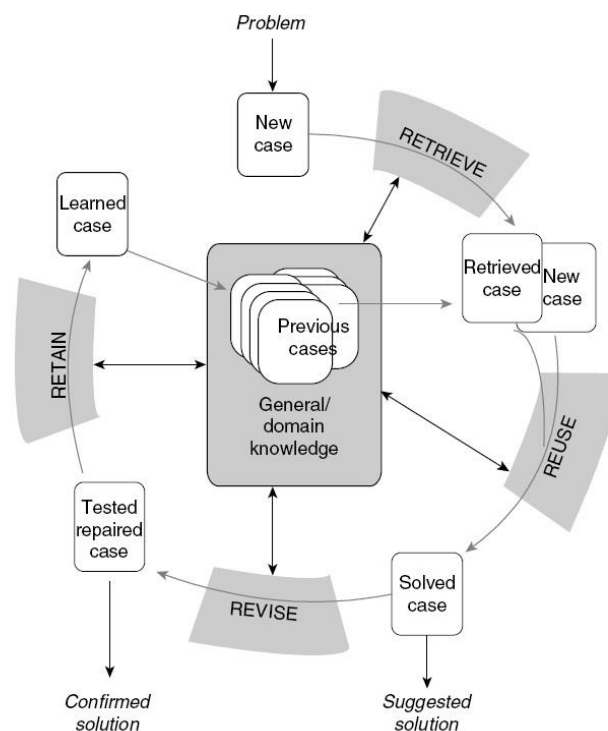 Problem
New
case
RETRIEVE
Learned
case
Retrieved
case
New
case
Previous
cases
General/
domain
knowledge
RETAIN
REUSE
Tested
repaired
case
REVISE
Solved
case
Confirmed
solution
Suggested
solution